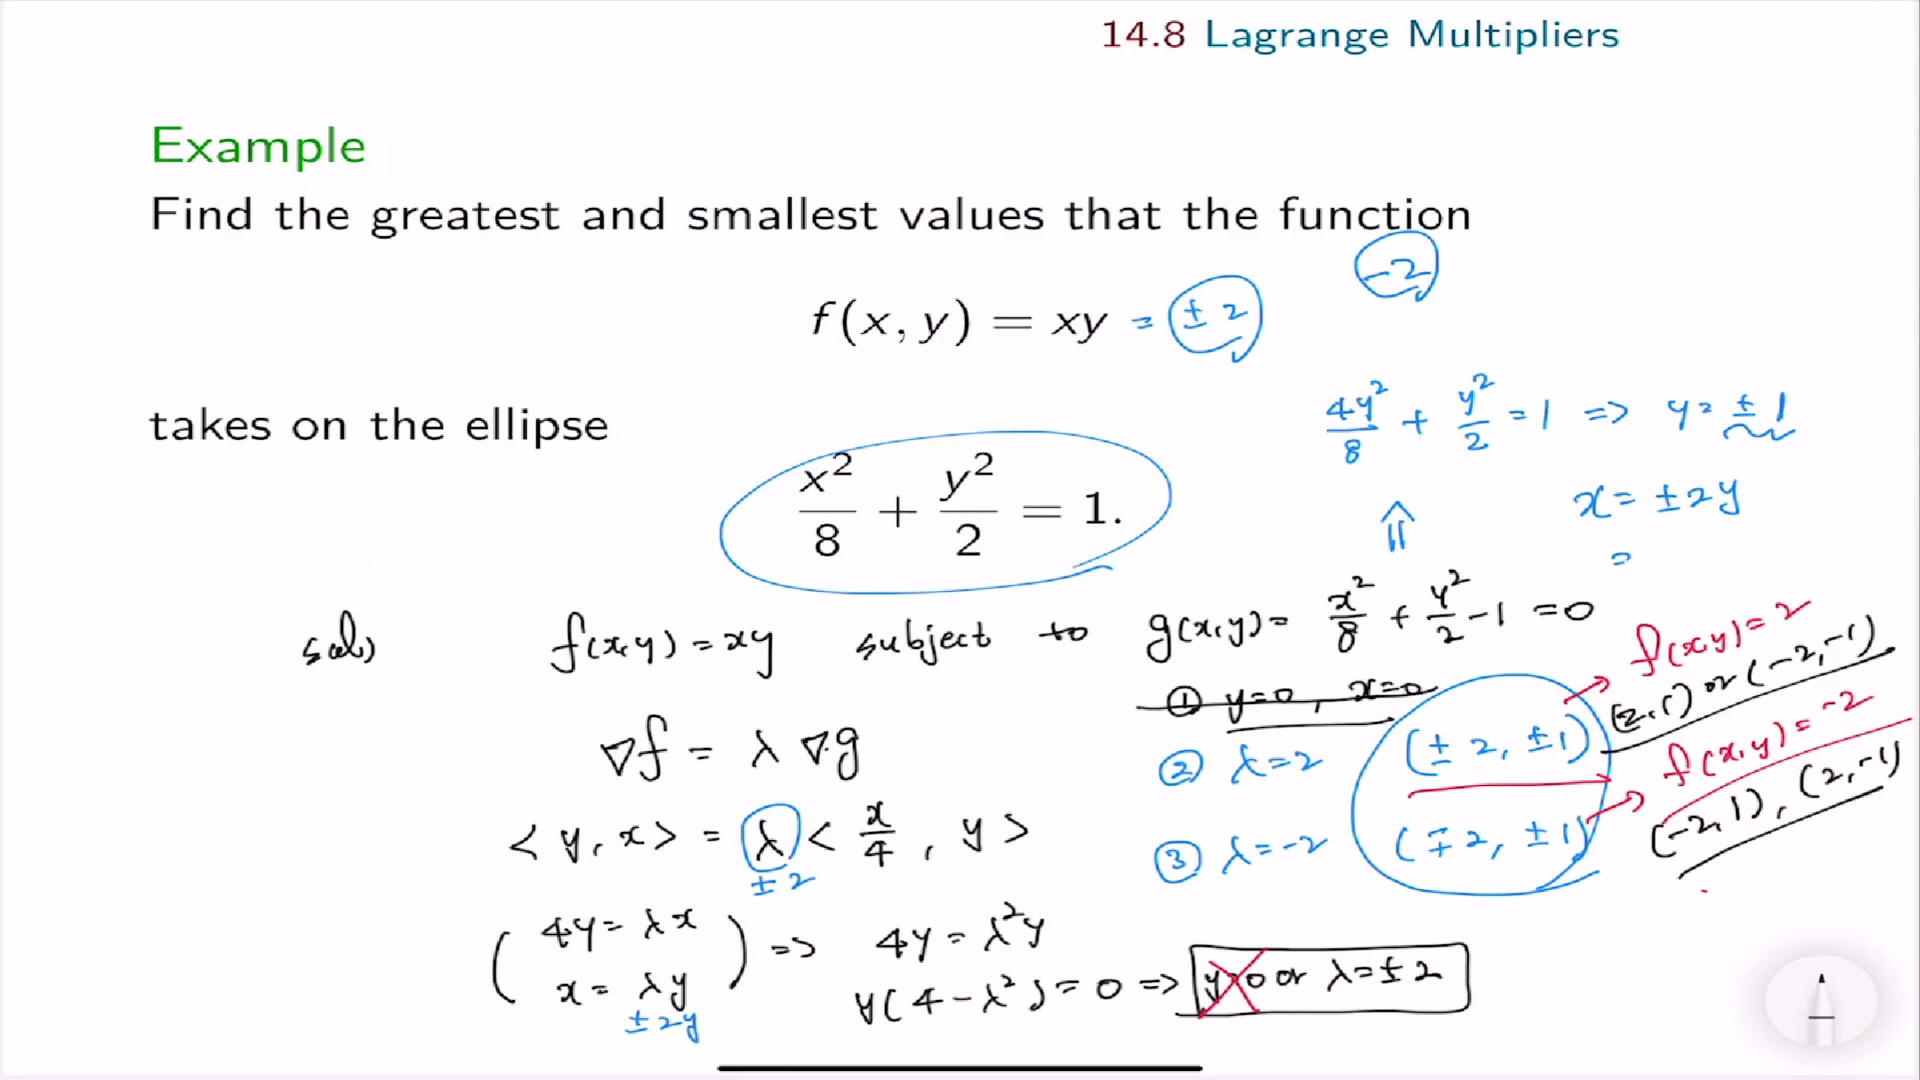 14.8 Lagrange Multipliers
Example
Find the greatest and smallest values that the function
-2
f(x, y) = xy = ± 2
takes on the ellipse
x²/8 + y²/2 = 1.
4y²/8 + y²/2 = 1 => y = ± 1
x = ± 2y
=
⇑
sol) f(x,y) = xy subject to g(x,y) = x²/8 + y²/2 - 1 = 0
① y=0, x=0
∇f = λ ∇g
② λ=2 (± 2, ±1)
f(x,y) = 2
(2,1) or (-2,-1)
<y, x> = λ <x/4, y>
± 2
③ λ=-2 (∓ 2, ±1)
f(x,y) = -2
(-2,1), (2,-1)
4y = λx
x = λy
± 2y
=> 4y = λ²y
y(4 - λ²) = 0 => y=0 or λ=±2